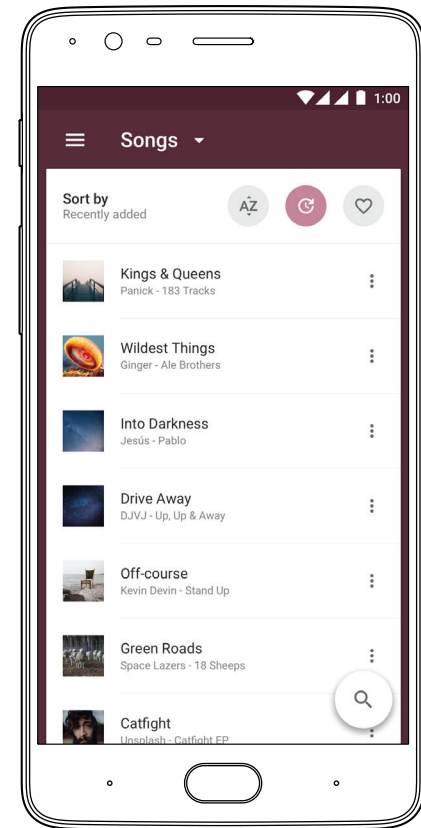 1:00
Songs
Sort by
Recently added
AZ
Kings & Queens
Panick - 183 Tracks
Wildest Things
Ginger - Ale Brothers
Into Darkness
Jesús - Pablo
Drive Away
DJVJ - Up, Up & Away
Off-course
Kevin Devin - Stand Up
Green Roads
Space Lazers - 18 Sheeps
Catfight
Unsplash - Catfight EP